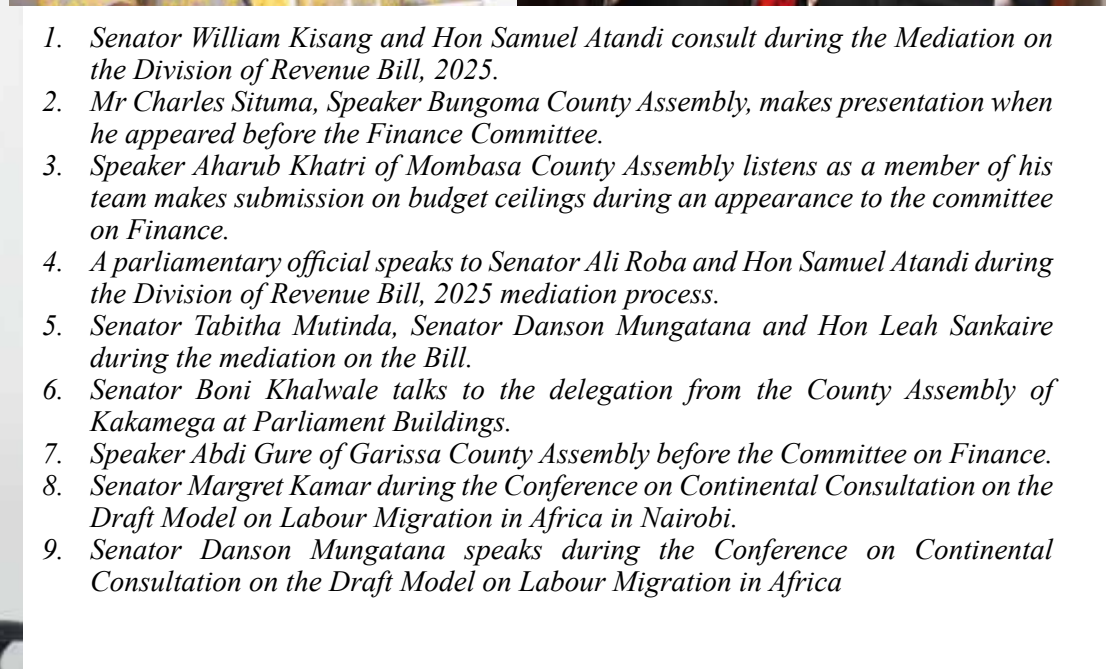 1. Senator William Kisang and Hon Samuel Atandi consult during the Mediation on
the Division of Revenue Bill, 2025.
2. Mr Charles Situma, Speaker Bungoma County Assembly, makes presentation when
he appeared before the Finance Committee.
3. Speaker Aharub Khatri of Mombasa County Assembly listens as a member of his
team makes submission on budget ceilings during an appearance to the committee
on Finance.
4. A parliamentary official speaks to Senator Ali Roba and Hon Samuel Atandi during
the Division of Revenue Bill, 2025 mediation process.
5. Senator Tabitha Mutinda, Senator Danson Mungatana and Hon Leah Sankaire
during the mediation on the Bill.
6. Senator Boni Khalwale talks to the delegation from the County Assembly of
Kakamega at Parliament Buildings.
7. Speaker Abdi Gure of Garissa County Assembly before the Committee on Finance.
8. Senator Margret Kamar during the Conference on Continental Consultation on the
Draft Model on Labour Migration in Africa in Nairobi.
9. Senator Danson Mungatana speaks during the Conference on Continental
Consultation on the Draft Model on Labour Migration in Africa